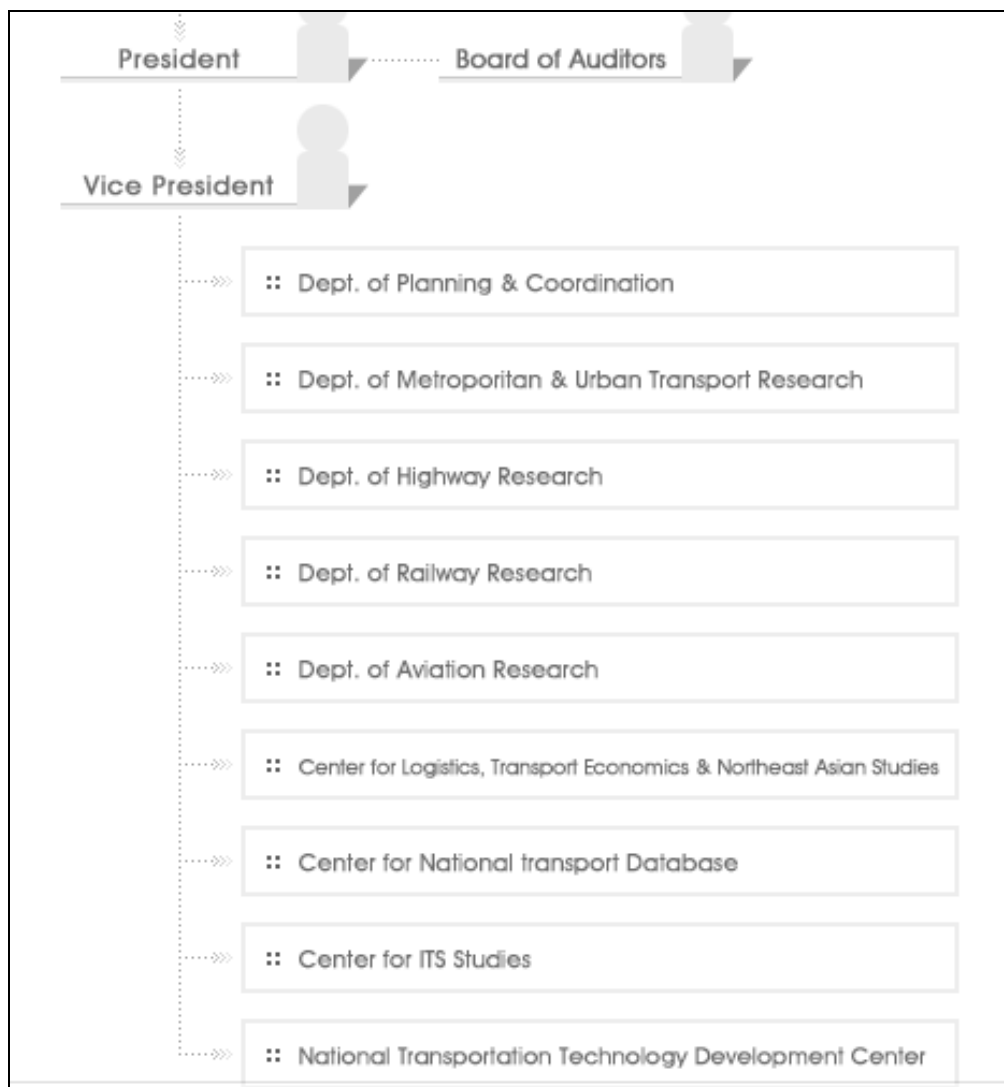 President
Board of Auditors
Vice President
Dept. of Planning & Coordination
Dept. of Metroporitan & Urban Transport Research
Dept. of Highway Research
Dept. of Railway Research
Dept. of Aviation Research
Center for Logistics, Transport Economics & Northeast Asian Studies
Center for National transport Database
Center for ITS Studies
National Transportation Technology Development Center